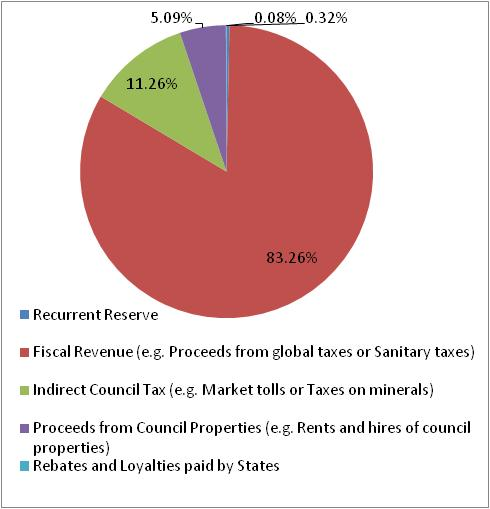 5.09%
0.08%
0.32%
11.26%
83.26%
Recurrent Reserve
Fiscal Revenue (e.g. Proceeds from global taxes or Sanitary taxes)
Indirect Council Tax (e.g. Market tolls or Taxes on minerals)
Proceeds from Council Properties (e.g. Rents and hires of council
properties)
Rebates and Loyalties paid by States